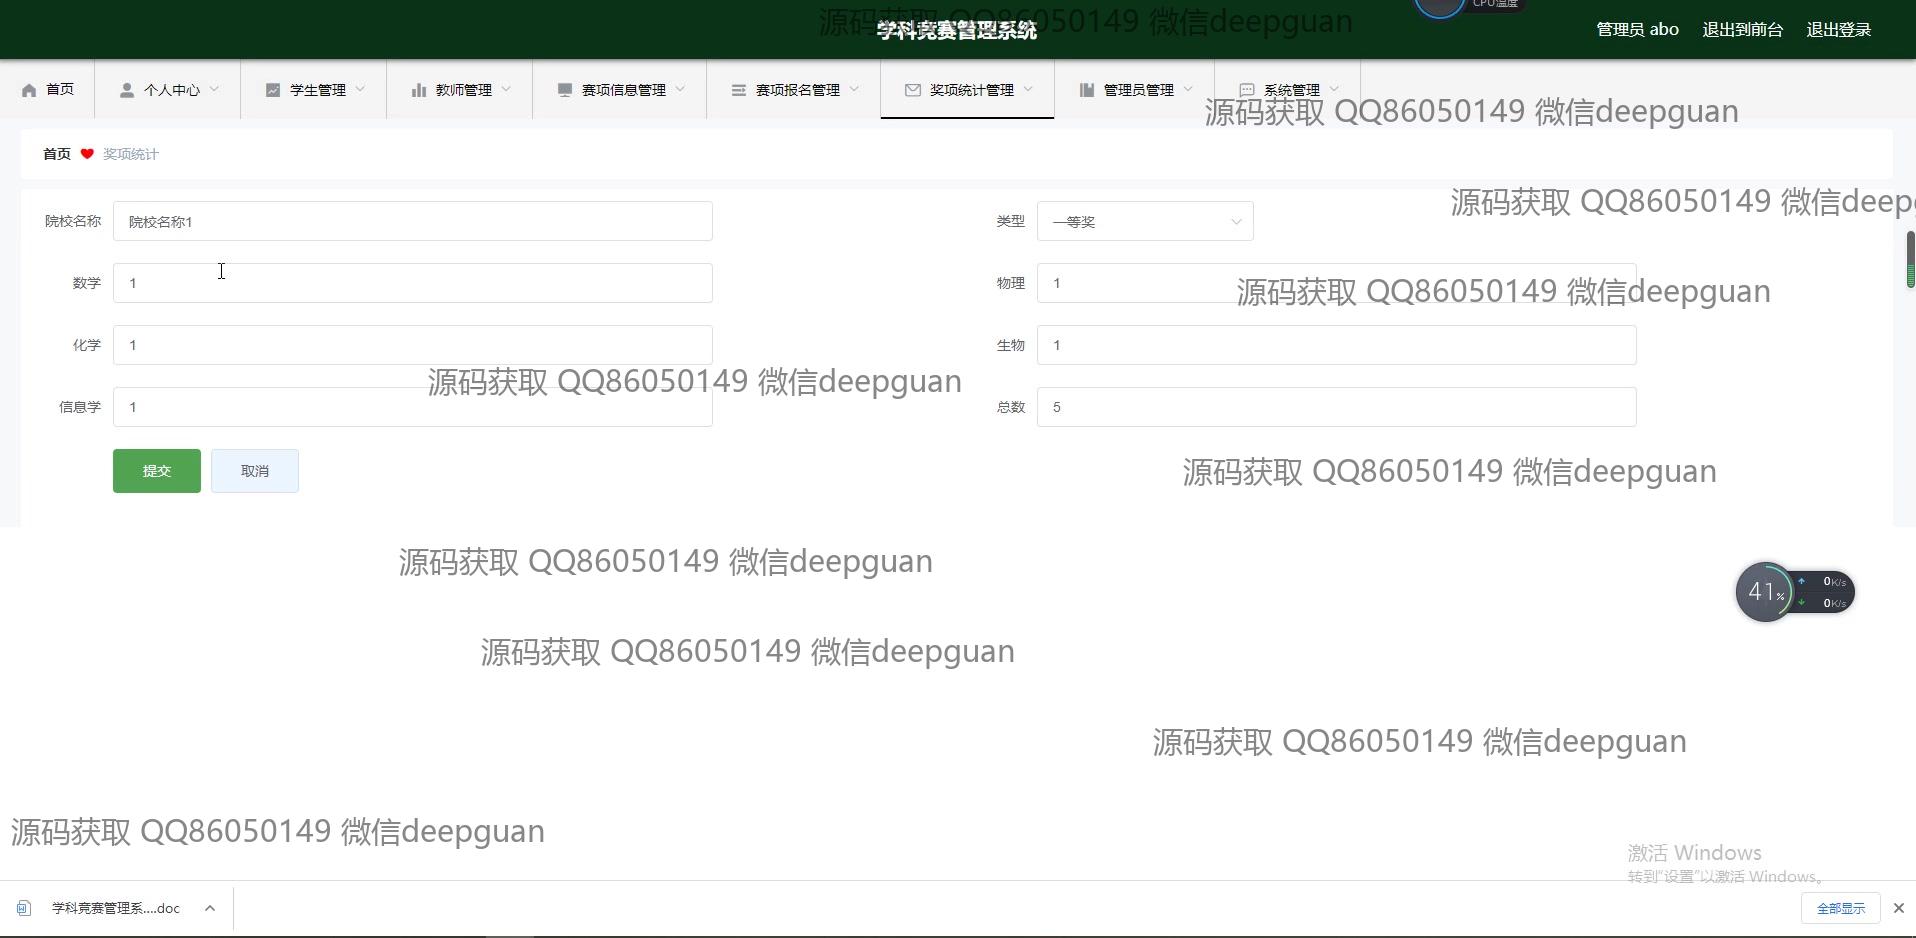 源码获取 QQ86050149 微信deepguan
学科竞赛管理系统
CPU温度
管理员 abo 退出到前台 退出登录
首页 个人中心 学生管理 教师管理 赛项信息管理 赛项报名管理 奖项统计管理 管理员管理 系统管理
源码获取 QQ86050149 微信deepguan
首页 奖项统计
源码获取 QQ86050149 微信deepg
院校名称 院校名称1 类型 一等奖
数学 1 物理 1
源码获取 QQ86050149 微信deepguan
化学 1 生物 1
源码获取 QQ86050149 微信deepguan
信息学 1 总数 5
提交 取消
源码获取 QQ86050149 微信deepguan
源码获取 QQ86050149 微信deepguan
41% 0K/s
0K/s
源码获取 QQ86050149 微信deepguan
源码获取 QQ86050149 微信deepguan
源码获取 QQ86050149 微信deepguan
激活 Windows
转到“设置”以激活 Windows。
学科竞赛管理系....doc 全部显示